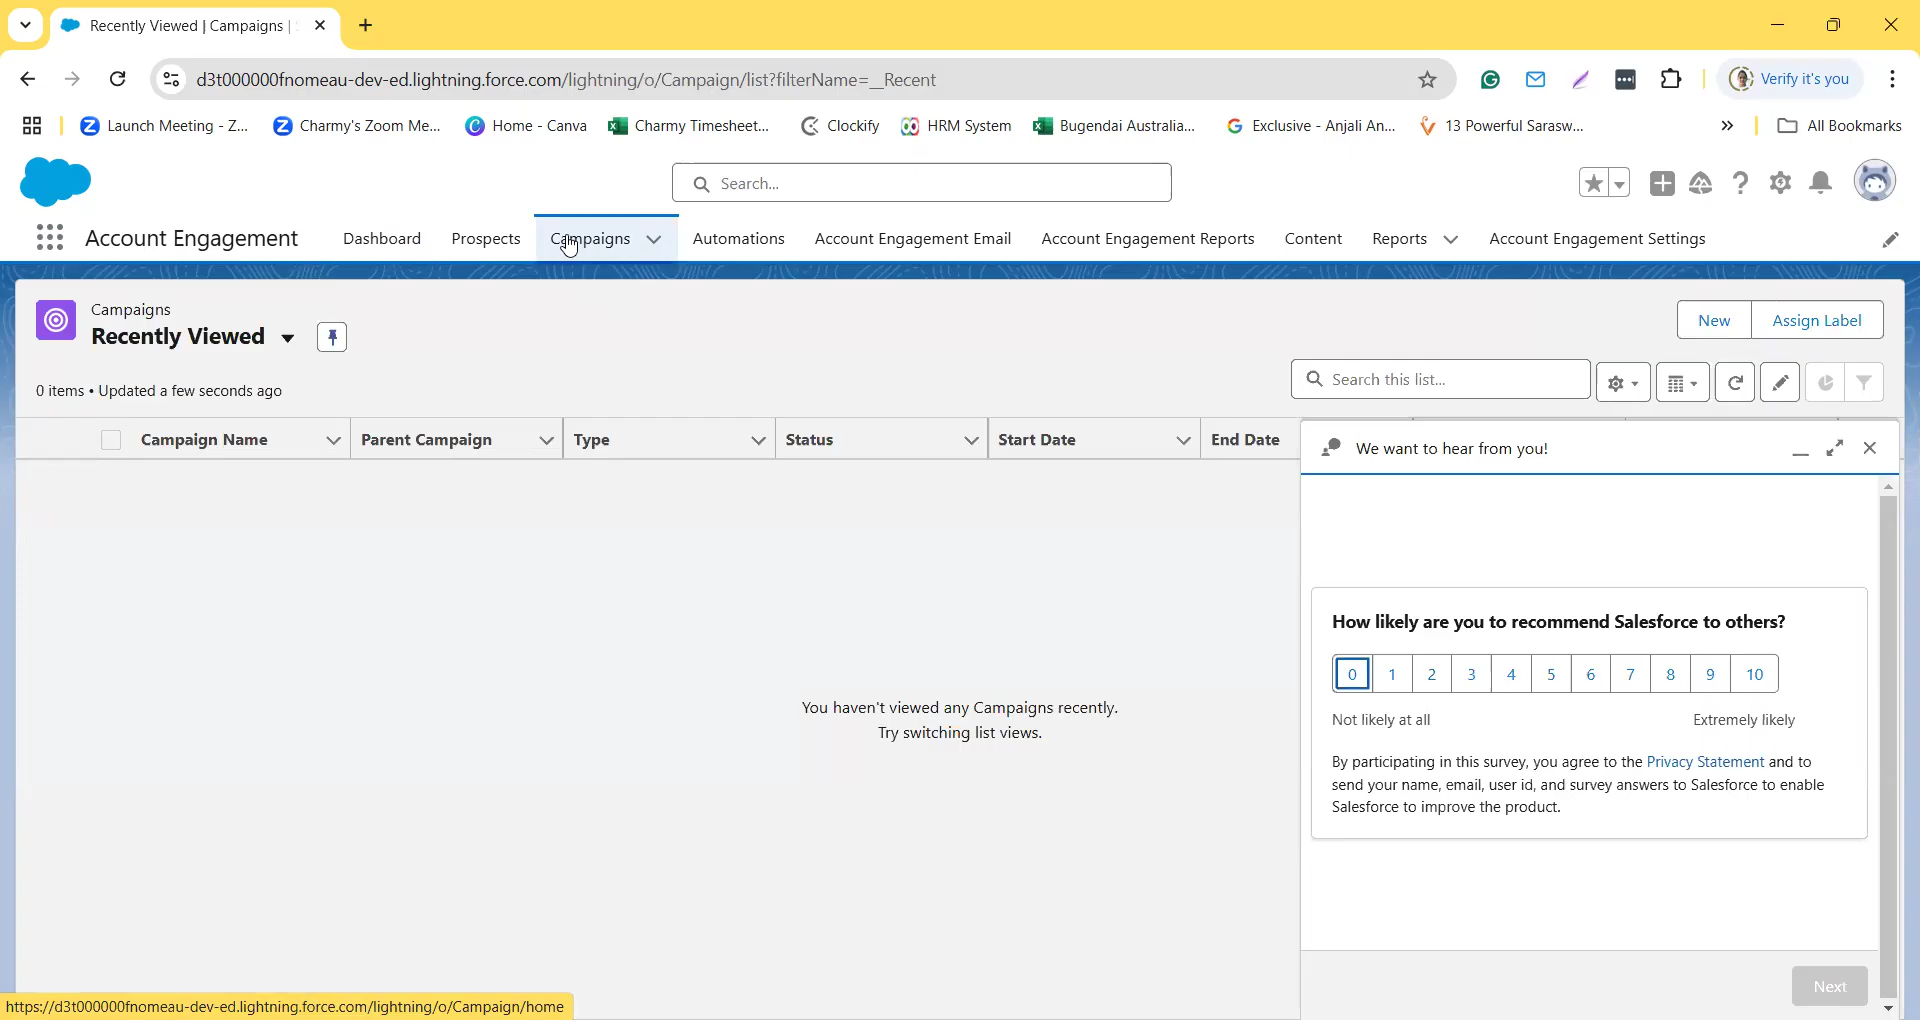 Recently Viewed | Campaigns |
d3t000000fnomeau-dev-ed.lightning.force.com/lightning/o/Campaign/list?filterName=__Recent
Verify it's you
Launch Meeting - Z...
Charmy's Zoom Me...
Home - Canva
Charmy Timesheet...
Clockify
HRM System
Bugendai Australia...
Exclusive - Anjali An...
13 Powerful Sarasw...
All Bookmarks
Search...
Account Engagement
Dashboard
Prospects
Campaigns
Automations
Account Engagement Email
Account Engagement Reports
Content
Reports
Account Engagement Settings
Campaigns
Recently Viewed
New
Assign Label
0 items • Updated a few seconds ago
Search this list...
Campaign Name
Parent Campaign
Type
Status
Start Date
End Date
We want to hear from you!
How likely are you to recommend Salesforce to others?
0 1 2 3 4 5 6 7 8 9 10
Not likely at all
Extremely likely
By participating in this survey, you agree to the Privacy Statement and to
send your name, email, user id, and survey answers to Salesforce to enable
Salesforce to improve the product.
You haven't viewed any Campaigns recently.
Try switching list views.
Next
https://d3t000000fnomeau-dev-ed.lightning.force.com/lightning/o/Campaign/home